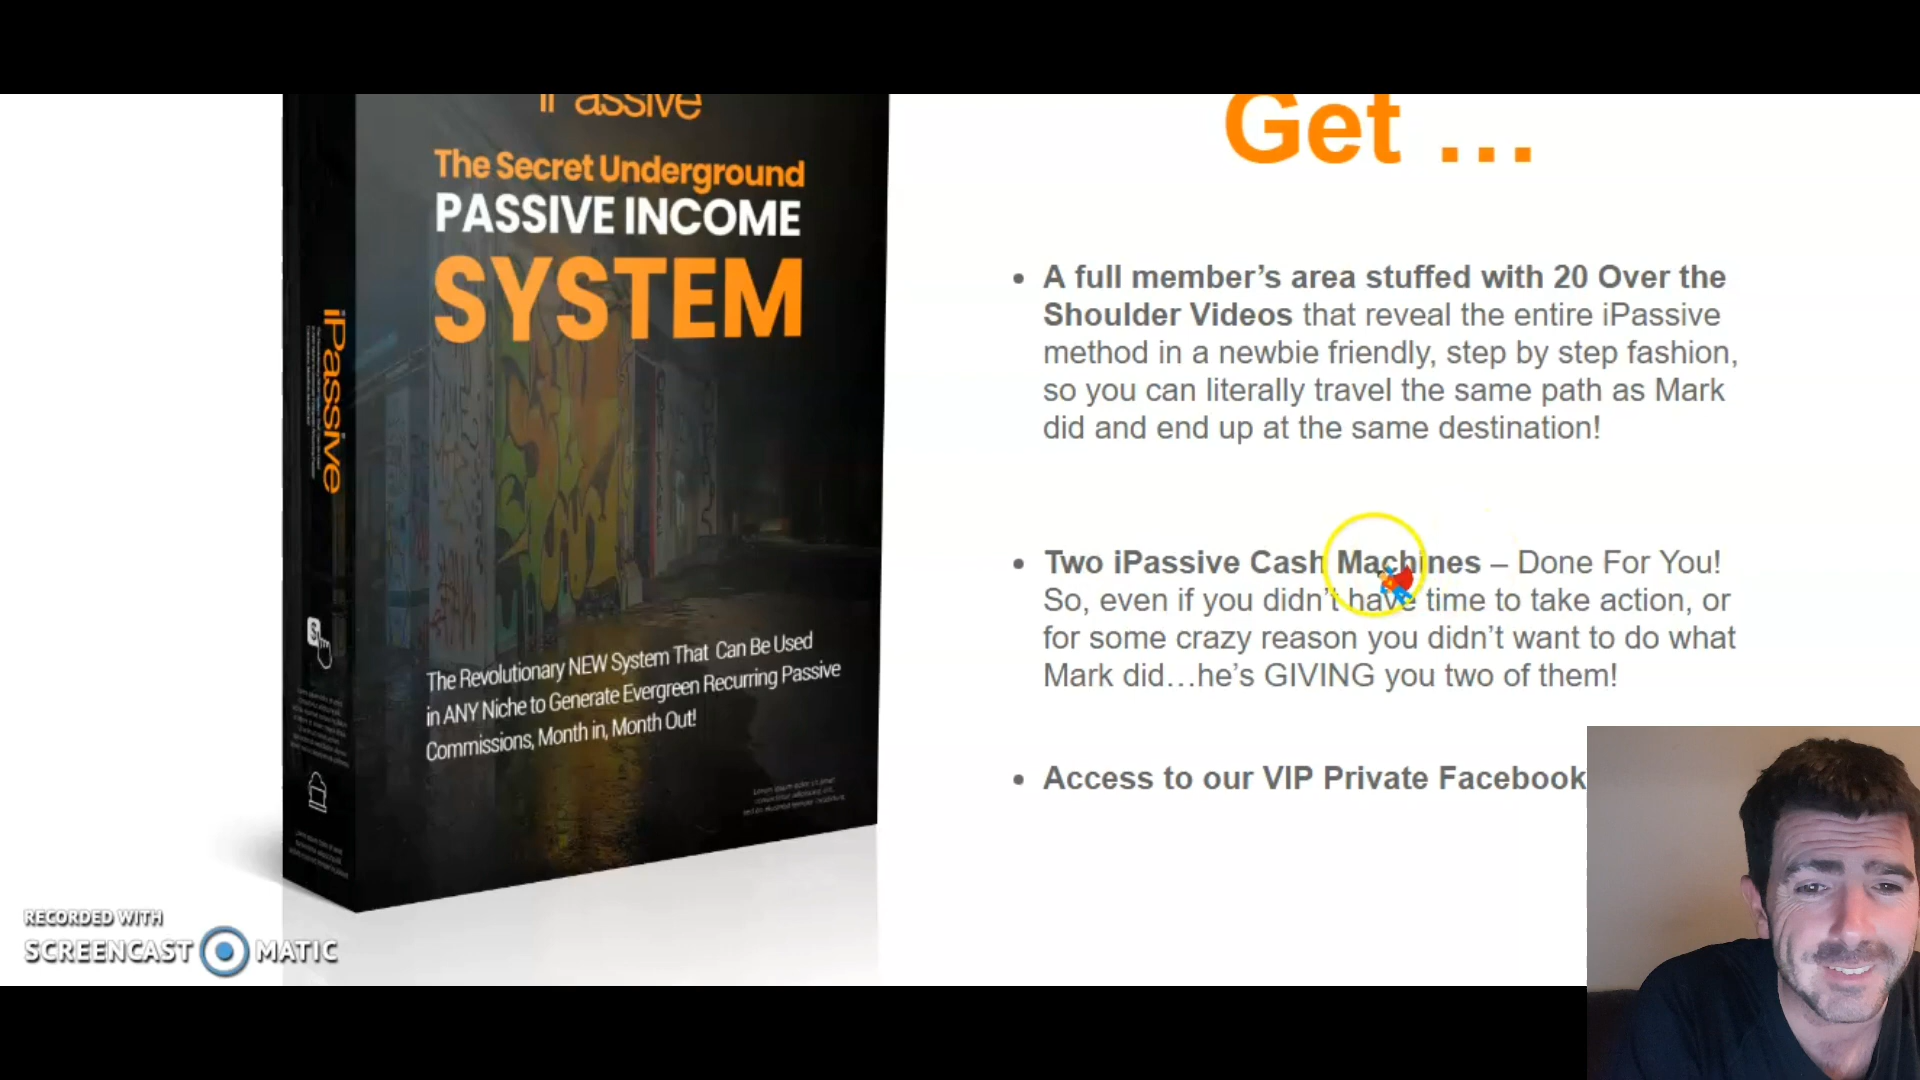 iPassive
The Secret Underground
PASSIVE INCOME
SYSTEM
iPassive
The Revolutionary NEW System That Can Be Used
in ANY Niche to Generate Evergreen Recurring Passive
Commissions, Month in, Month Out!
Get ...
• A full member's area stuffed with 20 Over the
Shoulder Videos that reveal the entire iPassive
method in a newbie friendly, step by step fashion,
so you can literally travel the same path as Mark
did and end up at the same destination!
• Two iPassive Cash Machines – Done For You!
So, even if you didn't have time to take action, or
for some crazy reason you didn't want to do what
Mark did…he's GIVING you two of them!
• Access to our VIP Private Facebook
RECORDED WITH
SCREENCAST MATIC